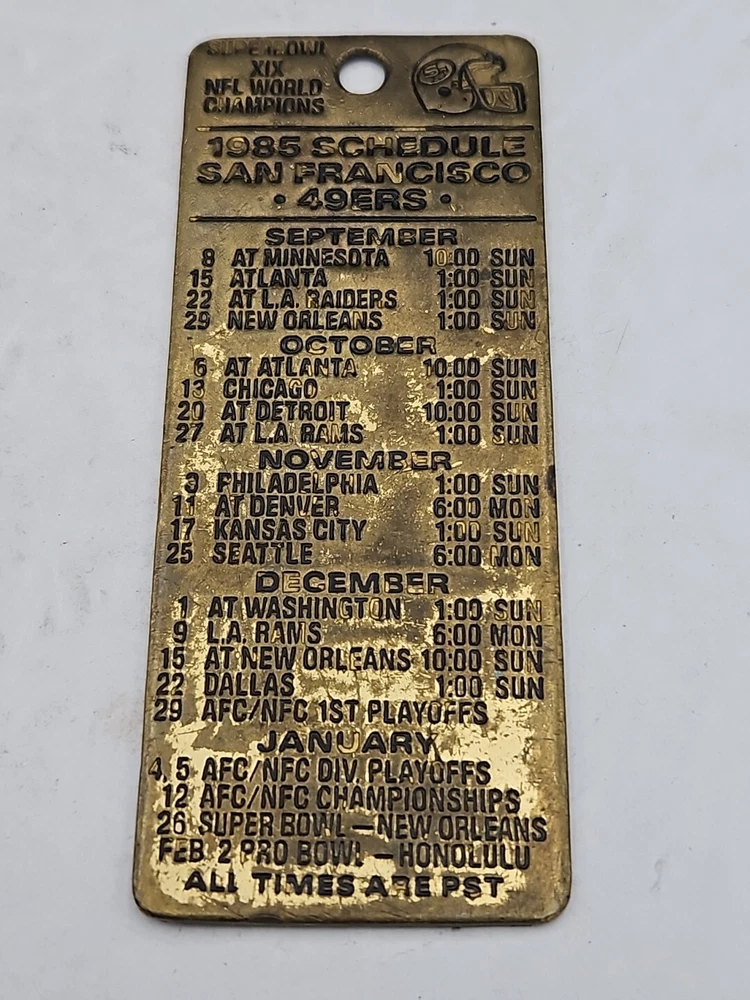 SUPER BOWL
XIX
NFL WORLD
CHAMPIONS
SF
1985 SCHEDULE
SAN FRANCISCO
• 49ERS •
SEPTEMBER
8 AT MINNESOTA 10:00 SUN
15 ATLANTA 1:00 SUN
22 AT L.A. RAIDERS 1:00 SUN
29 NEW ORLEANS 1:00 SUN
OCTOBER
6 AT ATLANTA 10:00 SUN
13 CHICAGO 1:00 SUN
20 AT DETROIT 10:00 SUN
27 AT L.A. RAMS 1:00 SUN
NOVEMBER
3 PHILADELPHIA 1:00 SUN
11 AT DENVER 6:00 MON
17 KANSAS CITY 1:00 SUN
25 SEATTLE 6:00 MON
DECEMBER
1 AT WASHINGTON 1:00 SUN
9 L.A. RAMS 6:00 MON
15 AT NEW ORLEANS 10:00 SUN
22 DALLAS 1:00 SUN
29 AFC/NFC 1ST PLAYOFFS
JANUARY
4, 5 AFC/NFC DIV. PLAYOFFS
12 AFC/NFC CHAMPIONSHIPS
26 SUPER BOWL — NEW ORLEANS
FEB. 2 PRO BOWL — HONOLULU
ALL TIMES ARE PST